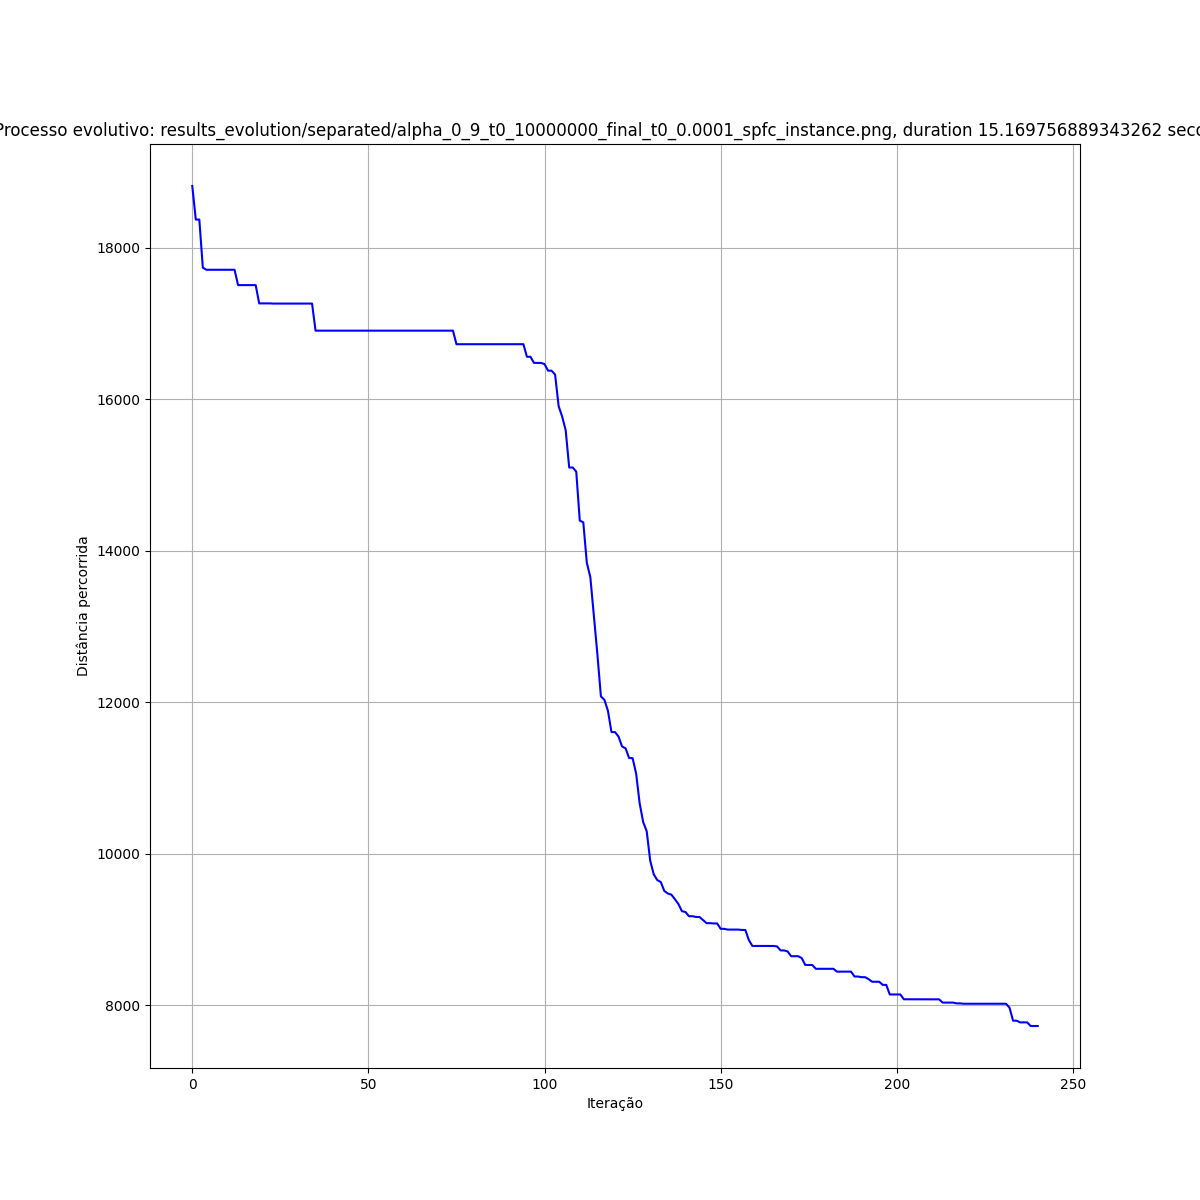 Processo evolutivo: results_evolution/separated/alpha_0_9_t0_10000000_final_t0_0.0001_spfc_instance.png, duration 15.169756889343262
18000
16000
14000
12000
10000
8000
Distância percorrida
0 50 100 150 200 250
Iteração